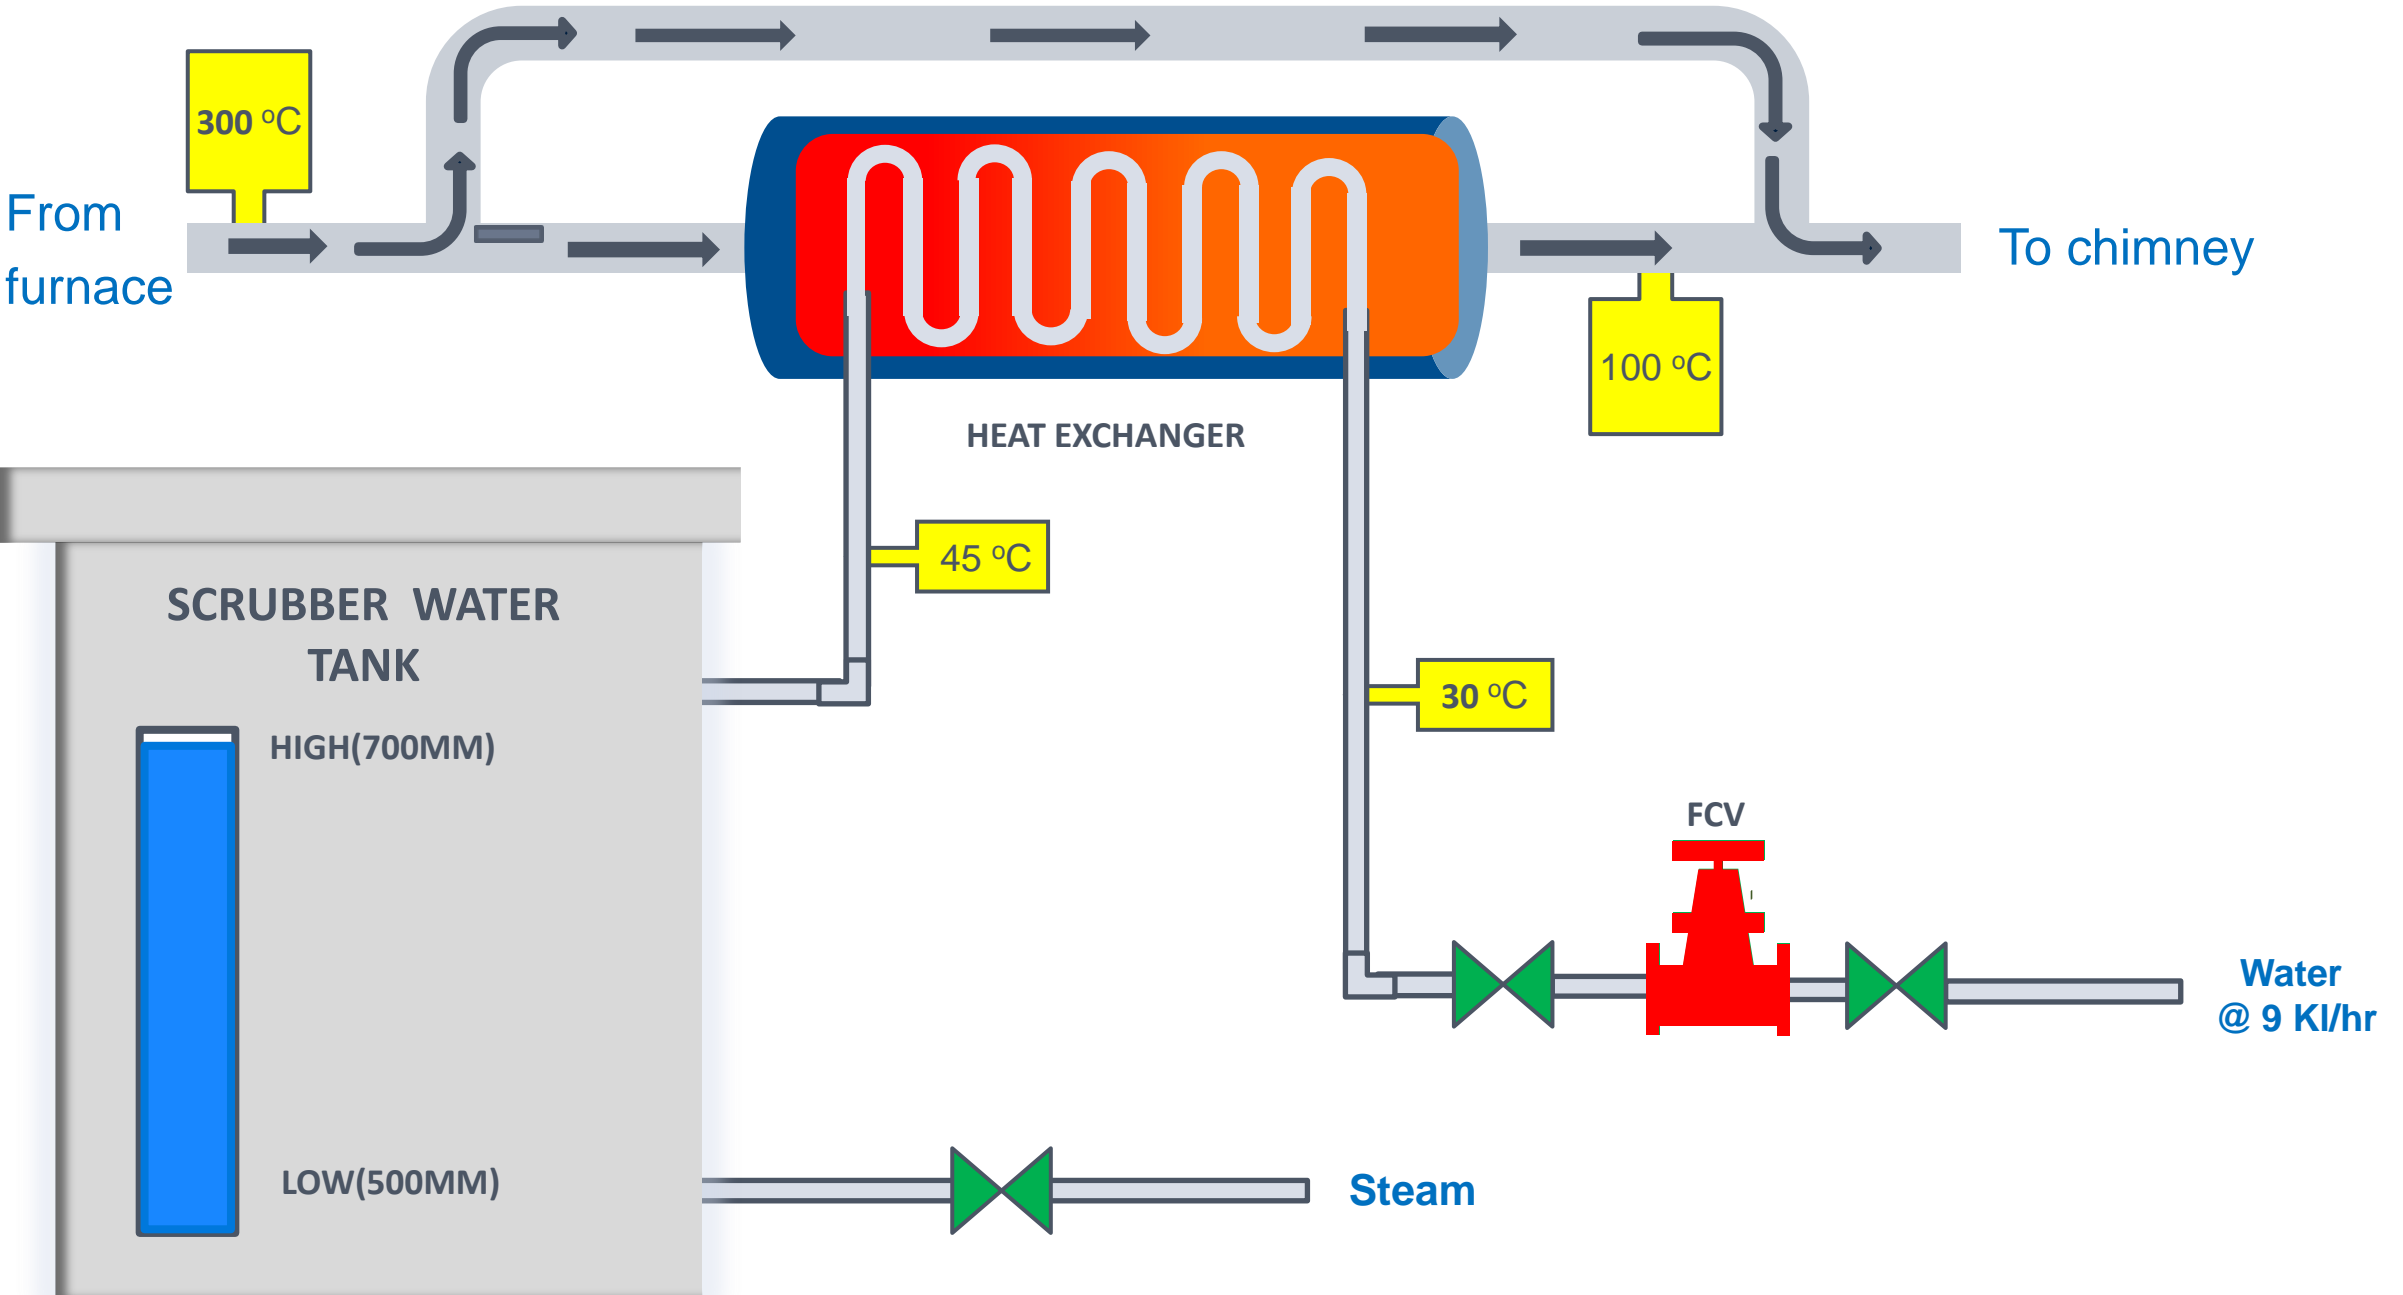 300 °C
From
furnace
To chimney
100 °C
HEAT EXCHANGER
45 °C
SCRUBBER WATER
TANK
30 °C
HIGH(700MM)
FCV
Water
@ 9 Kl/hr
LOW(500MM)
Steam